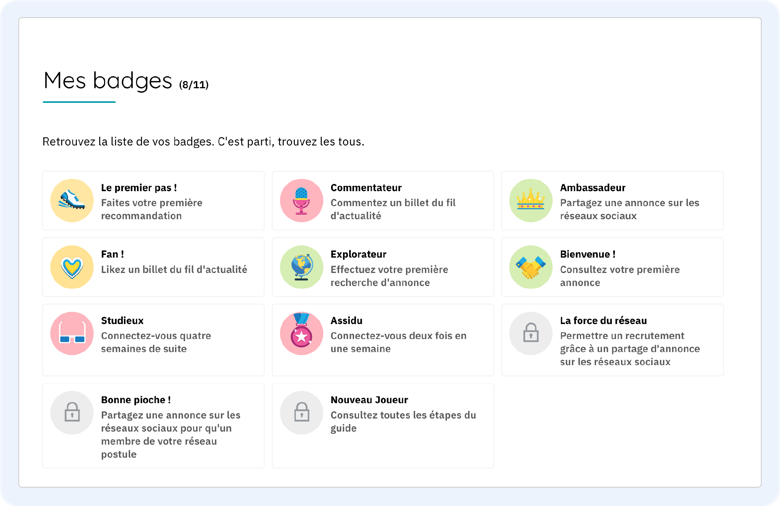 Mes badges (8/11)
Retrouvez la liste de vos badges. C'est parti, trouvez les tous.
Le premier pas !
Faites votre première
recommandation
Commentateur
Commentez un billet du fil
d'actualité
Ambassadeur
Partagez une annonce sur les
réseaux sociaux
Fan !
Likez un billet du fil d'actualité
Explorateur
Effectuez votre première
recherche d'annonce
Bienvenue !
Consultez votre première
annonce
Studieux
Connectez-vous quatre
semaines de suite
Assidu
Connectez-vous deux fois en
une semaine
La force du réseau
Permettre un recrutement
grâce à un partage d'annonce
sur les réseaux sociaux
Bonne pioche !
Partagez une annonce sur les
réseaux sociaux pour qu'un
membre de votre réseau
postule
Nouveau Joueur
Consultez toutes les étapes du
guide